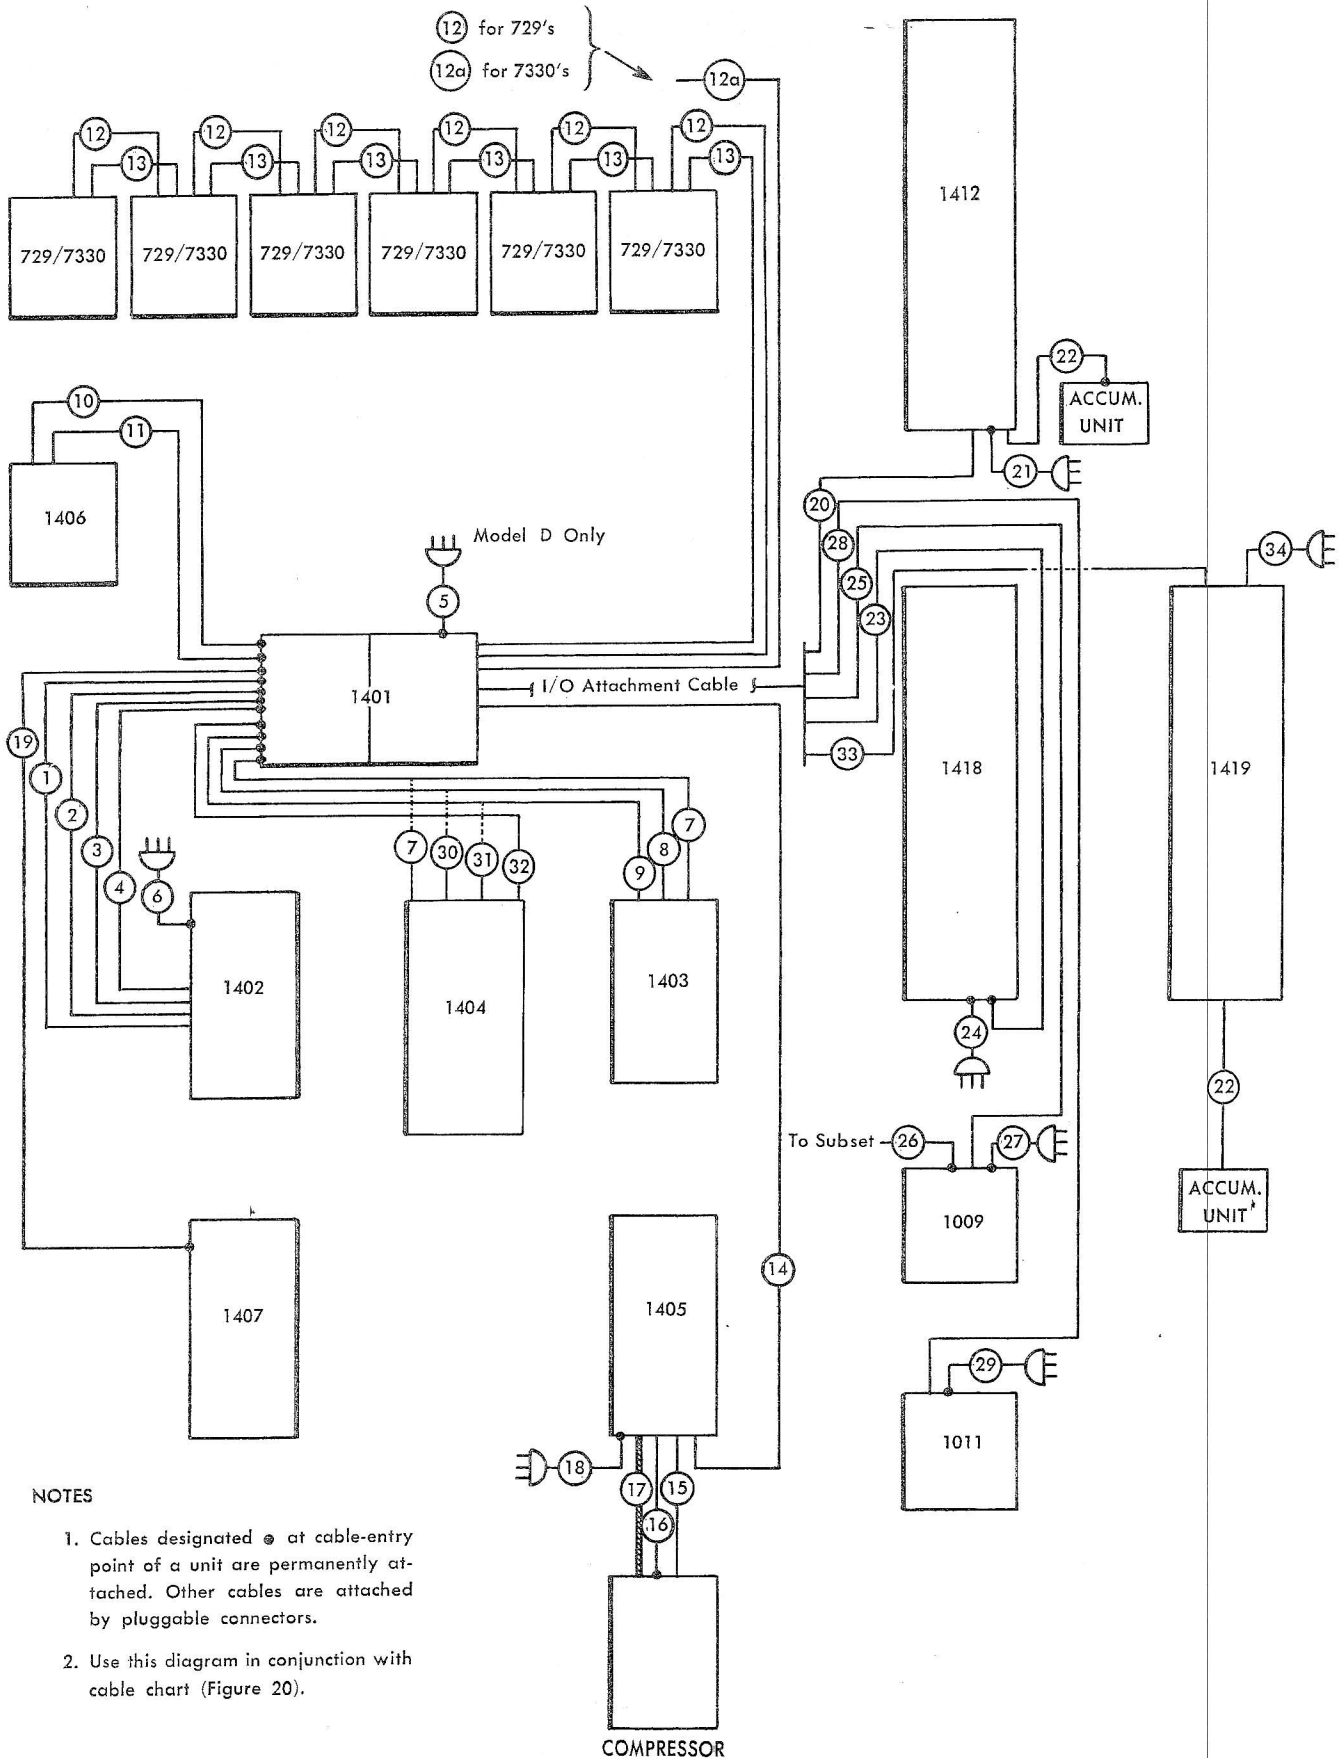 12 for 729's
12a for 7330's
12a
12 12 12 12 12 12
13 13 13 13 13 13
729/7330 729/7330 729/7330 729/7330 729/7330 729/7330
1412
22
ACCUM.
UNIT
21
10
11
1406
Model D Only
5
20
28
25
23
34
1401
I/O Attachment Cable
33
1418
1419
19
1
2
3
4
6
7
30
31
32
9
8
7
1402
1404
1403
24
22
To Subset 26
27
1009
ACCUM.
UNIT
14
1407
1405
29
1011
18
17
16
15
COMPRESSOR
NOTES
1. Cables designated at cable-entry
point of a unit are permanently at-
tached. Other cables are attached
by pluggable connectors.
2. Use this diagram in conjunction with
cable chart (Figure 20).